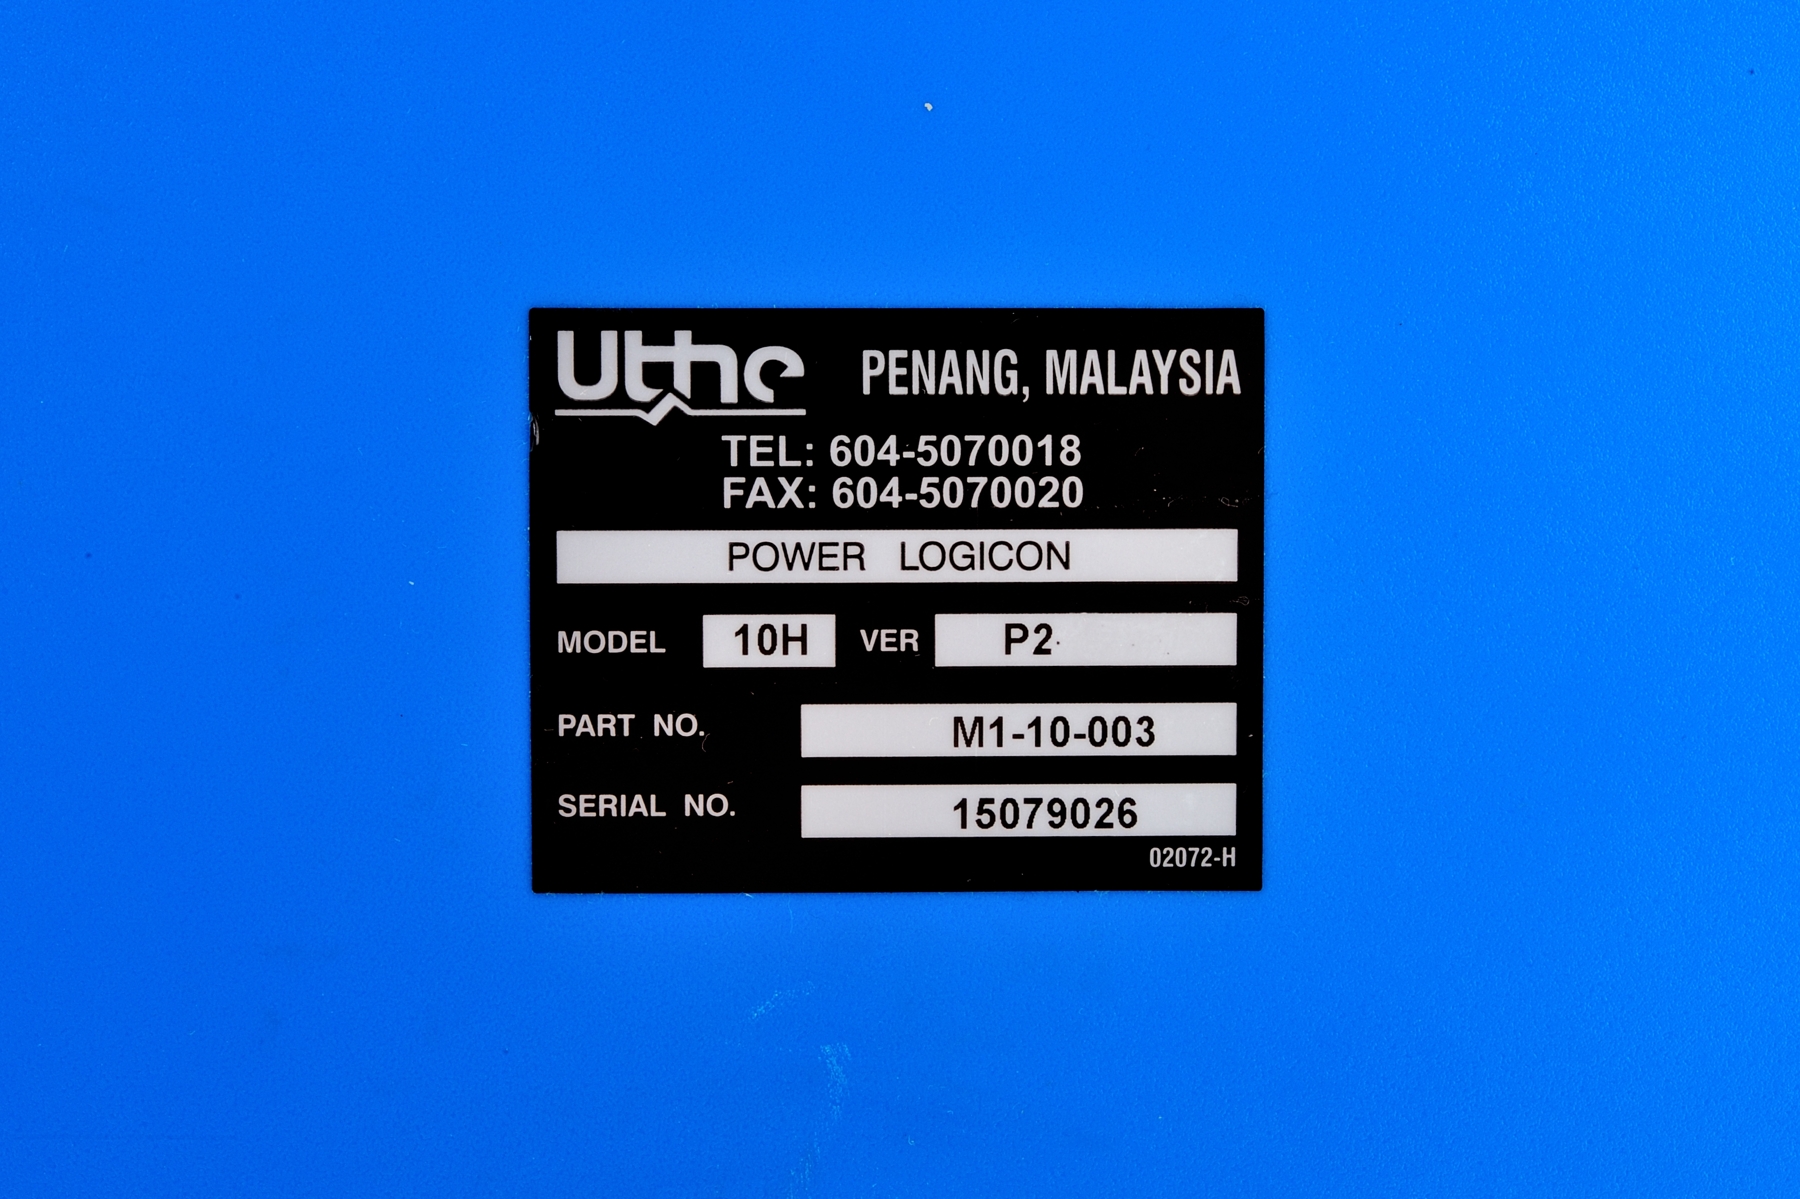 Uthe PENANG, MALAYSIA
TEL: 604-5070018
FAX: 604-5070020
POWER LOGICON
MODEL 10H VER P2
PART NO. M1-10-003
SERIAL NO. 15079026
02072-H